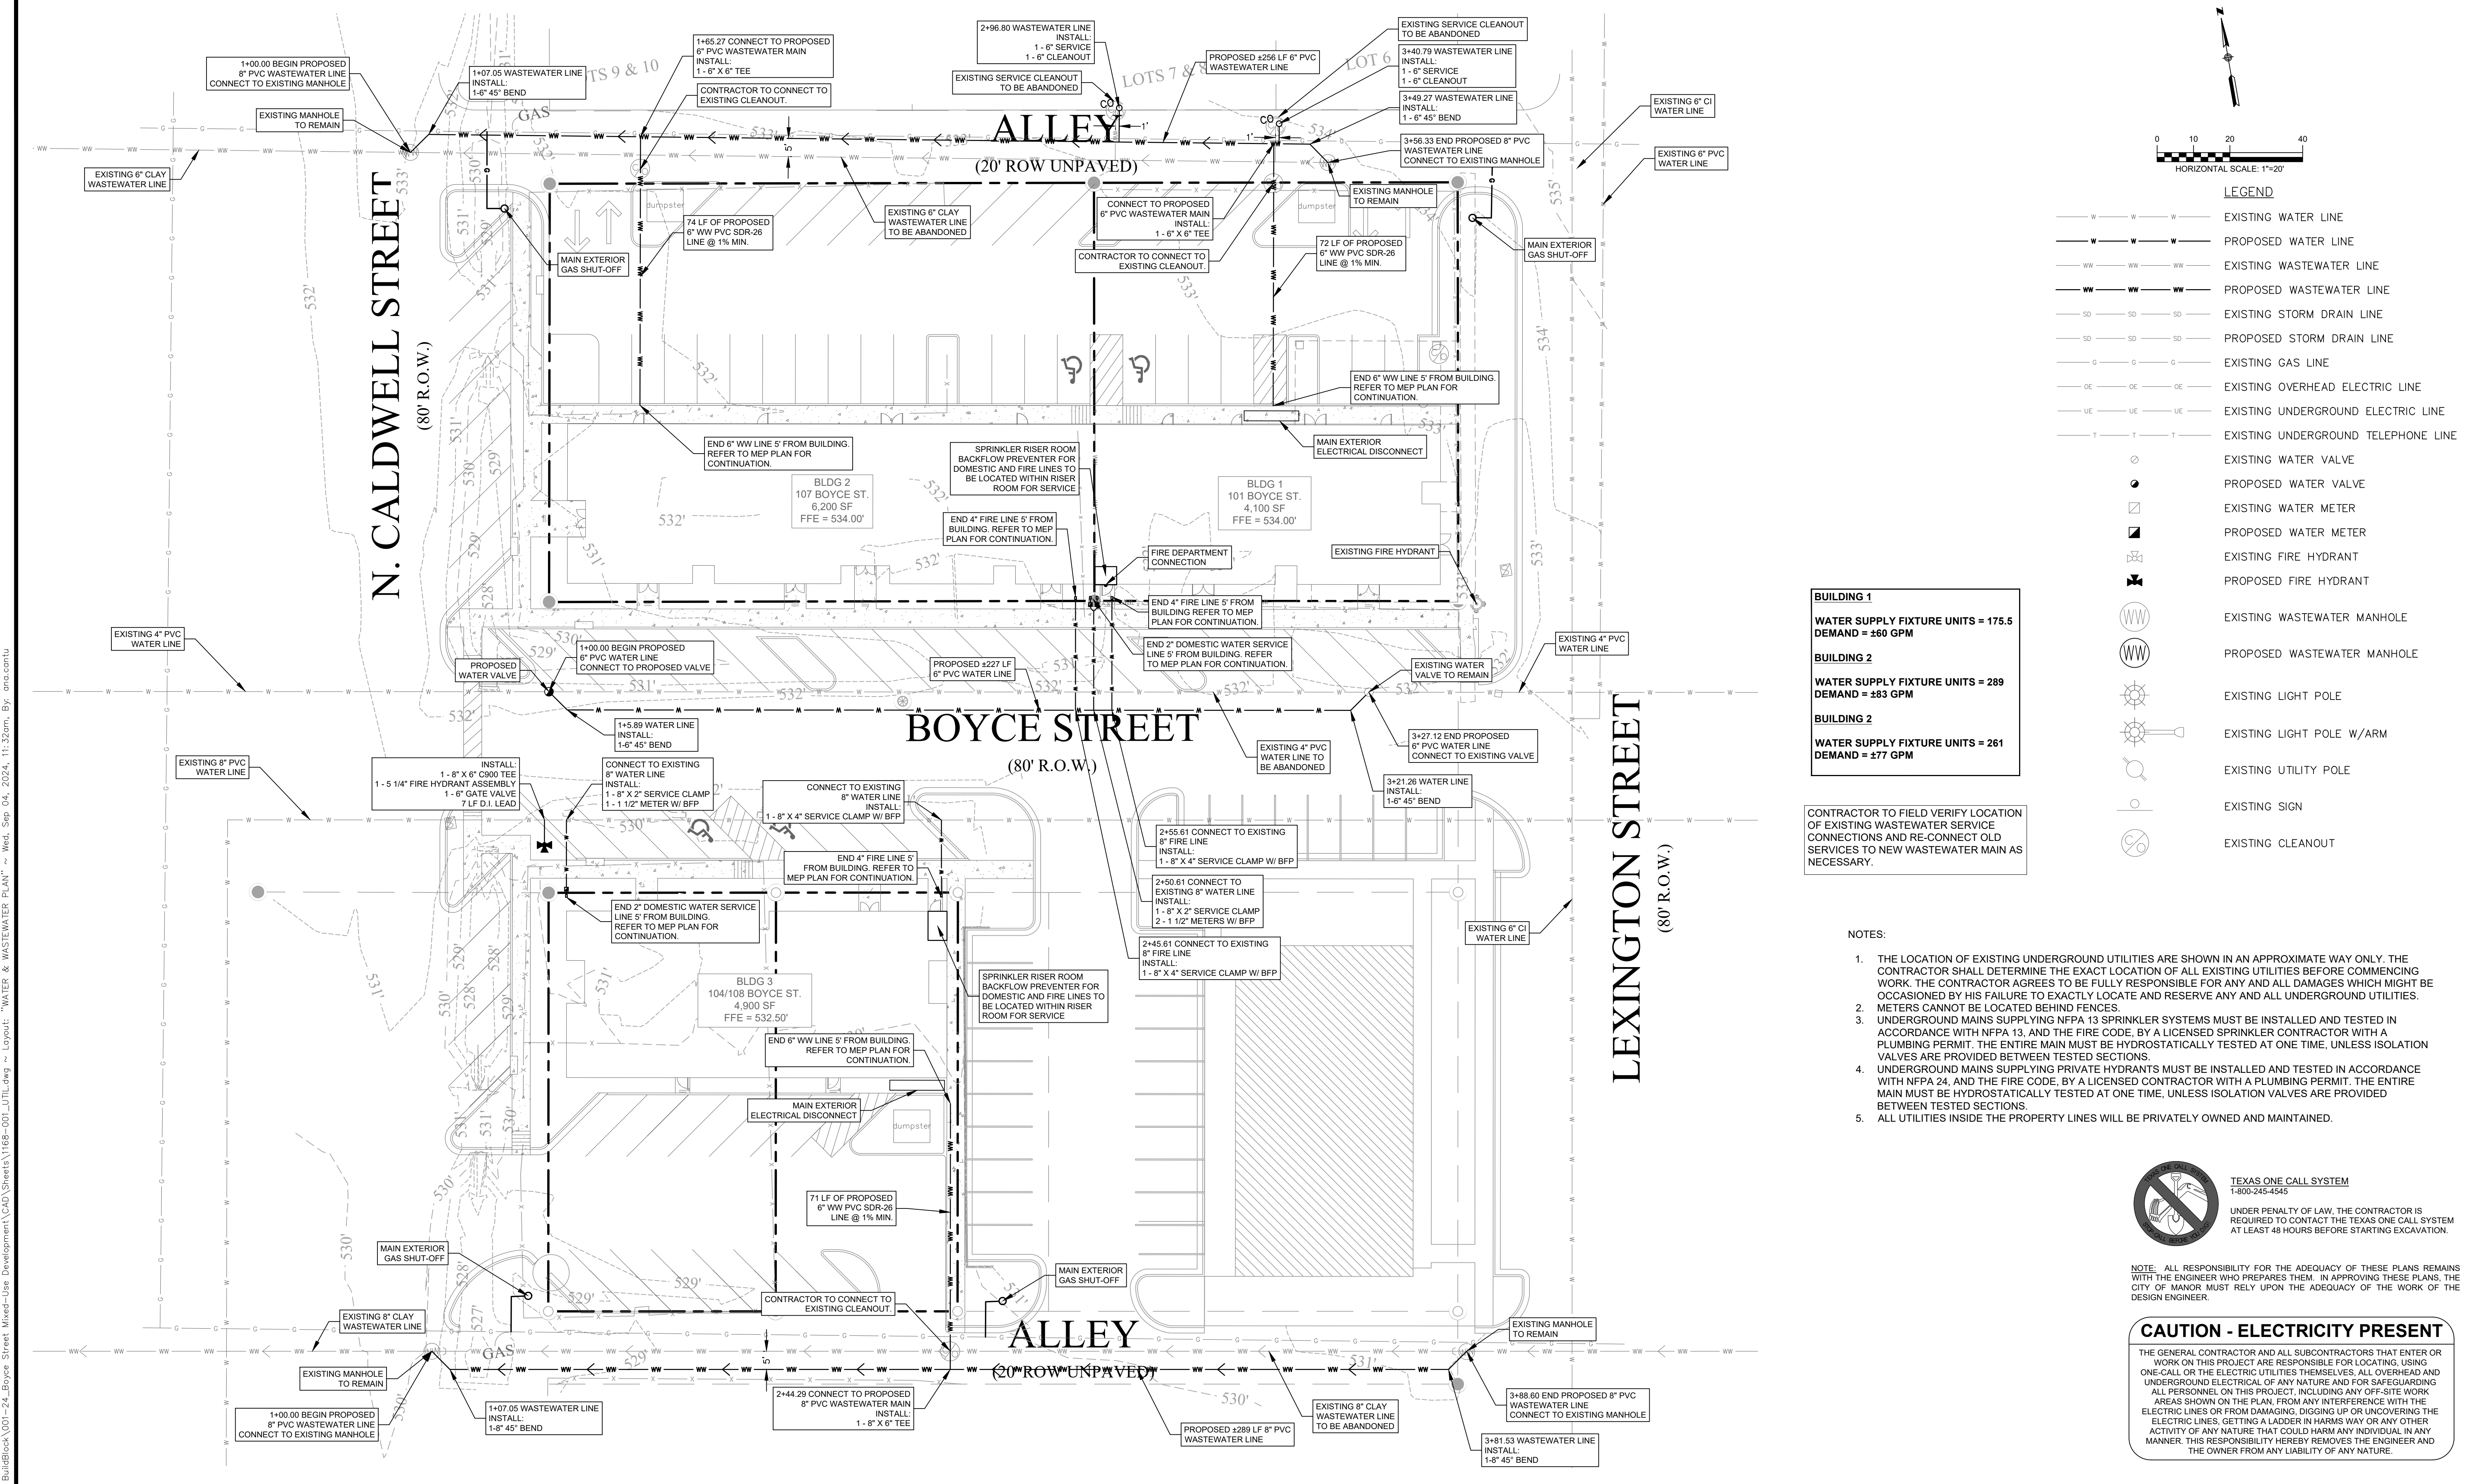 1+00.00 BEGIN PROPOSED
8" PVC WASTEWATER LINE
CONNECT TO EXISTING MANHOLE
1+07.05 WASTEWATER LINE
INSTALL:
1-6" 45° BEND
EXISTING MANHOLE
TO REMAIN
EXISTING 6" CLAY
WASTEWATER LINE
1+65.27 CONNECT TO PROPOSED
6" PVC WASTEWATER MAIN
INSTALL:
1 - 6" X 6" TEE
CONTRACTOR TO CONNECT TO
EXISTING CLEANOUT.
2+96.80 WASTEWATER LINE
INSTALL:
1 - 6" SERVICE
1 - 6" CLEANOUT
EXISTING SERVICE CLEANOUT
TO BE ABANDONED
PROPOSED ±256 LF 6" PVC
WASTEWATER LINE
EXISTING SERVICE CLEANOUT
TO BE ABANDONED
3+40.79 WASTEWATER LINE
INSTALL:
1 - 6" SERVICE
1 - 6" CLEANOUT
3+49.27 WASTEWATER LINE
INSTALL:
1 - 6" 45° BEND
3+56.33 END PROPOSED 8" PVC
WASTEWATER LINE
CONNECT TO EXISTING MANHOLE
EXISTING MANHOLE
TO REMAIN
EXISTING 6" CI
WATER LINE
EXISTING 6" PVC
WATER LINE
TS 9 & 10
LOTS 7 & 8
LOT 6
GAS
CO
CO
1'
1'
5'
ALLEY
(20' ROW UNPAVED)
dumpster
dumpster
74 LF OF PROPOSED
6" WW PVC SDR-26
LINE @ 1% MIN.
EXISTING 6" CLAY
WASTEWATER LINE
TO BE ABANDONED
CONNECT TO PROPOSED
6" PVC WASTEWATER MAIN
INSTALL:
1 - 6" X 6" TEE
CONTRACTOR TO CONNECT TO
EXISTING CLEANOUT.
72 LF OF PROPOSED
6" WW PVC SDR-26
LINE @ 1% MIN.
MAIN EXTERIOR
GAS SHUT-OFF
MAIN EXTERIOR
GAS SHUT-OFF
N. CALDWELL STREET
(80' R.O.W.)
END 6" WW LINE 5' FROM BUILDING.
REFER TO MEP PLAN FOR
CONTINUATION.
END 6" WW LINE 5' FROM BUILDING.
REFER TO MEP PLAN FOR
CONTINUATION.
MAIN EXTERIOR
ELECTRICAL DISCONNECT
SPRINKLER RISER ROOM
BACKFLOW PREVENTER FOR
DOMESTIC AND FIRE LINES TO
BE LOCATED WITHIN RISER
ROOM FOR SERVICE
BLDG 2
107 BOYCE ST.
6,200 SF
FFE = 534.00'
BLDG 1
101 BOYCE ST.
4,100 SF
FFE = 534.00'
END 4" FIRE LINE 5' FROM
BUILDING. REFER TO MEP
PLAN FOR CONTINUATION.
FIRE DEPARTMENT
CONNECTION
EXISTING FIRE HYDRANT
END 4" FIRE LINE 5' FROM
BUILDING REFER TO MEP
PLAN FOR CONTINUATION.
END 2" DOMESTIC WATER SERVICE
LINE 5' FROM BUILDING. REFER
TO MEP PLAN FOR CONTINUATION.
EXISTING 4" PVC
WATER LINE
PROPOSED
WATER VALVE
1+00.00 BEGIN PROPOSED
6" PVC WATER LINE
CONNECT TO PROPOSED VALVE
PROPOSED ±227 LF
6" PVC WATER LINE
EXISTING WATER
VALVE TO REMAIN
EXISTING 4" PVC
WATER LINE
1+5.89 WATER LINE
INSTALL:
1-6" 45° BEND
BOYCE STREET
(80' R.O.W.)
EXISTING 4" PVC
WATER LINE TO
BE ABANDONED
3+27.12 END PROPOSED
6" PVC WATER LINE
CONNECT TO EXISTING VALVE
3+21.26 WATER LINE
INSTALL:
1-6" 45° BEND
EXISTING 8" PVC
WATER LINE
INSTALL:
1 - 8" X 6" C900 TEE
1 - 5 1/4" FIRE HYDRANT ASSEMBLY
1 - 6" GATE VALVE
7 LF D.I. LEAD
CONNECT TO EXISTING
8" WATER LINE
INSTALL:
1 - 8" X 2" SERVICE CLAMP
1 - 1 1/2" METER W/ BFP
CONNECT TO EXISTING
8" WATER LINE
INSTALL:
1 - 8" X 4" SERVICE CLAMP W/ BFP
2+55.61 CONNECT TO EXISTING
8" FIRE LINE
INSTALL:
1 - 8" X 4" SERVICE CLAMP W/ BFP
2+50.61 CONNECT TO
EXISTING 8" WATER LINE
INSTALL:
1 - 8" X 2" SERVICE CLAMP
2 - 1 1/2" METERS W/ BFP
2+45.61 CONNECT TO EXISTING
8" FIRE LINE
INSTALL:
1 - 8" X 4" SERVICE CLAMP W/ BFP
END 4" FIRE LINE 5'
FROM BUILDING. REFER TO
MEP PLAN FOR CONTINUATION.
END 2" DOMESTIC WATER SERVICE
LINE 5' FROM BUILDING.
REFER TO MEP PLAN FOR
CONTINUATION.
LEXINGTON STREET
(80' R.O.W.)
EXISTING 6" CI
WATER LINE
BLDG 3
104/108 BOYCE ST.
4,900 SF
FFE = 532.50'
SPRINKLER RISER ROOM
BACKFLOW PREVENTER FOR
DOMESTIC AND FIRE LINES TO
BE LOCATED WITHIN RISER
ROOM FOR SERVICE
END 6" WW LINE 5' FROM BUILDING.
REFER TO MEP PLAN FOR
CONTINUATION.
MAIN EXTERIOR
ELECTRICAL DISCONNECT
dumpster
71 LF OF PROPOSED
6" WW PVC SDR-26
LINE @ 1% MIN.
MAIN EXTERIOR
GAS SHUT-OFF
MAIN EXTERIOR
GAS SHUT-OFF
CONTRACTOR TO CONNECT TO
EXISTING CLEANOUT.
EXISTING 8" CLAY
WASTEWATER LINE
GAS
5'
ALLEY
(20' ROW UNPAVED)
EXISTING MANHOLE
TO REMAIN
EXISTING MANHOLE
TO REMAIN
1+00.00 BEGIN PROPOSED
8" PVC WASTEWATER LINE
CONNECT TO EXISTING MANHOLE
1+07.05 WASTEWATER LINE
INSTALL:
1-8" 45° BEND
2+44.29 CONNECT TO PROPOSED
8" PVC WASTEWATER MAIN
INSTALL:
1 - 8" X 6" TEE
PROPOSED ±289 LF 8" PVC
WASTEWATER LINE
EXISTING 8" CLAY
WASTEWATER LINE
TO BE ABANDONED
3+88.60 END PROPOSED 8" PVC
WASTEWATER LINE
CONNECT TO EXISTING MANHOLE
3+81.53 WASTEWATER LINE
INSTALL:
1-8" 45° BEND
N
0 10 20 40
HORIZONTAL SCALE: 1"=20'
LEGEND
EXISTING WATER LINE
PROPOSED WATER LINE
EXISTING WASTEWATER LINE
PROPOSED WASTEWATER LINE
EXISTING STORM DRAIN LINE
PROPOSED STORM DRAIN LINE
EXISTING GAS LINE
EXISTING OVERHEAD ELECTRIC LINE
EXISTING UNDERGROUND ELECTRIC LINE
EXISTING UNDERGROUND TELEPHONE LINE
EXISTING WATER VALVE
PROPOSED WATER VALVE
EXISTING WATER METER
PROPOSED WATER METER
EXISTING FIRE HYDRANT
PROPOSED FIRE HYDRANT
EXISTING WASTEWATER MANHOLE
PROPOSED WASTEWATER MANHOLE
EXISTING LIGHT POLE
EXISTING LIGHT POLE W/ARM
EXISTING UTILITY POLE
EXISTING SIGN
EXISTING CLEANOUT
BUILDING 1
WATER SUPPLY FIXTURE UNITS = 175.5
DEMAND = ±60 GPM
BUILDING 2
WATER SUPPLY FIXTURE UNITS = 289
DEMAND = ±83 GPM
BUILDING 2
WATER SUPPLY FIXTURE UNITS = 261
DEMAND = ±77 GPM
CONTRACTOR TO FIELD VERIFY LOCATION
OF EXISTING WASTEWATER SERVICE
CONNECTIONS AND RE-CONNECT OLD
SERVICES TO NEW WASTEWATER MAIN AS
NECESSARY.
NOTES:
1. THE LOCATION OF EXISTING UNDERGROUND UTILITIES ARE SHOWN IN AN APPROXIMATE WAY ONLY. THE
CONTRACTOR SHALL DETERMINE THE EXACT LOCATION OF ALL EXISTING UTILITIES BEFORE COMMENCING
WORK. THE CONTRACTOR AGREES TO BE FULLY RESPONSIBLE FOR ANY AND ALL DAMAGES WHICH MIGHT BE
OCCASIONED BY HIS FAILURE TO EXACTLY LOCATE AND RESERVE ANY AND ALL UNDERGROUND UTILITIES.
2. METERS CANNOT BE LOCATED BEHIND FENCES.
3. UNDERGROUND MAINS SUPPLYING NFPA 13 SPRINKLER SYSTEMS MUST BE INSTALLED AND TESTED IN
ACCORDANCE WITH NFPA 13, AND THE FIRE CODE, BY A LICENSED SPRINKLER CONTRACTOR WITH A
PLUMBING PERMIT. THE ENTIRE MAIN MUST BE HYDROSTATICALLY TESTED AT ONE TIME, UNLESS ISOLATION
VALVES ARE PROVIDED BETWEEN TESTED SECTIONS.
4. UNDERGROUND MAINS SUPPLYING PRIVATE HYDRANTS MUST BE INSTALLED AND TESTED IN ACCORDANCE
WITH NFPA 24, AND THE FIRE CODE, BY A LICENSED CONTRACTOR WITH A PLUMBING PERMIT. THE ENTIRE
MAIN MUST BE HYDROSTATICALLY TESTED AT ONE TIME, UNLESS ISOLATION VALVES ARE PROVIDED
BETWEEN TESTED SECTIONS.
5. ALL UTILITIES INSIDE THE PROPERTY LINES WILL BE PRIVATELY OWNED AND MAINTAINED.
TEXAS ONE CALL SYSTEM
STOP CALL BEFORE YOU DIG!
TEXAS ONE CALL SYSTEM
1-800-245-4545
UNDER PENALTY OF LAW, THE CONTRACTOR IS
REQUIRED TO CONTACT THE TEXAS ONE CALL SYSTEM
AT LEAST 48 HOURS BEFORE STARTING EXCAVATION.
NOTE: ALL RESPONSIBILITY FOR THE ADEQUACY OF THESE PLANS REMAINS
WITH THE ENGINEER WHO PREPARES THEM. IN APPROVING THESE PLANS, THE
CITY OF MANOR MUST RELY UPON THE ADEQUACY OF THE WORK OF THE
DESIGN ENGINEER.
CAUTION - ELECTRICITY PRESENT
THE GENERAL CONTRACTOR AND ALL SUBCONTRACTORS THAT ENTER OR
WORK ON THIS PROJECT ARE RESPONSIBLE FOR LOCATING, USING
ONE-CALL OR THE ELECTRIC UTILITIES THEMSELVES, ALL OVERHEAD AND
UNDERGROUND ELECTRICAL OF ANY NATURE AND FOR SAFEGUARDING
ALL PERSONNEL ON THIS PROJECT, INCLUDING ANY OFF-SITE WORK
AREAS SHOWN ON THE PLAN, FROM ANY INTERFERENCE WITH THE
ELECTRIC LINES OR FROM DAMAGING, DIGGING UP OR UNCOVERING THE
ELECTRIC LINES, GETTING A LADDER IN HARMS WAY OR ANY OTHER
ACTIVITY OF ANY NATURE THAT COULD HARM ANY INDIVIDUAL IN ANY
MANNER. THIS RESPONSIBILITY HEREBY REMOVES THE ENGINEER AND
THE OWNER FROM ANY LIABILITY OF ANY NATURE.
BuildBlock\001-24_Boyce Street Mixed-Use Development\CAD\Sheets\1168-001_UTIL.dwg ~ Layout: "WATER & WASTEWATER PLAN" ~ Wed, Sep 04, 2024, 11:32am, By: ana.cantu